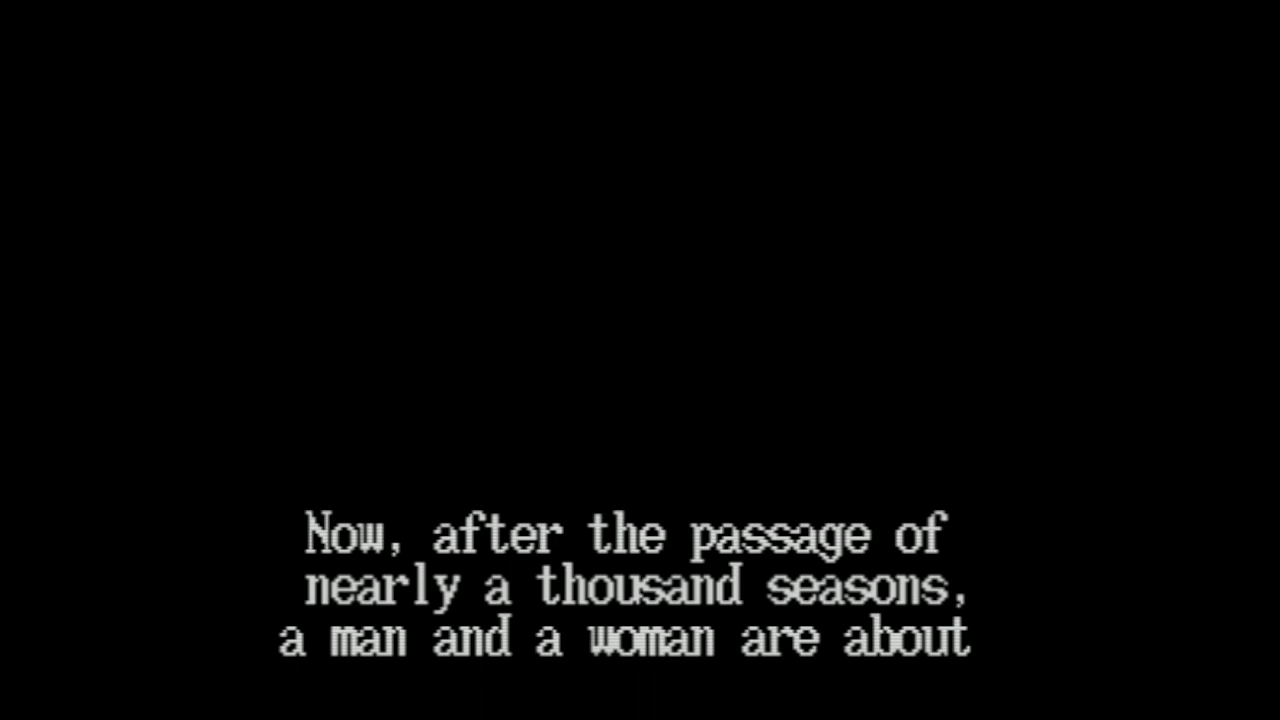 Now, after the passage of
nearly a thousand seasons,
a man and a woman are about